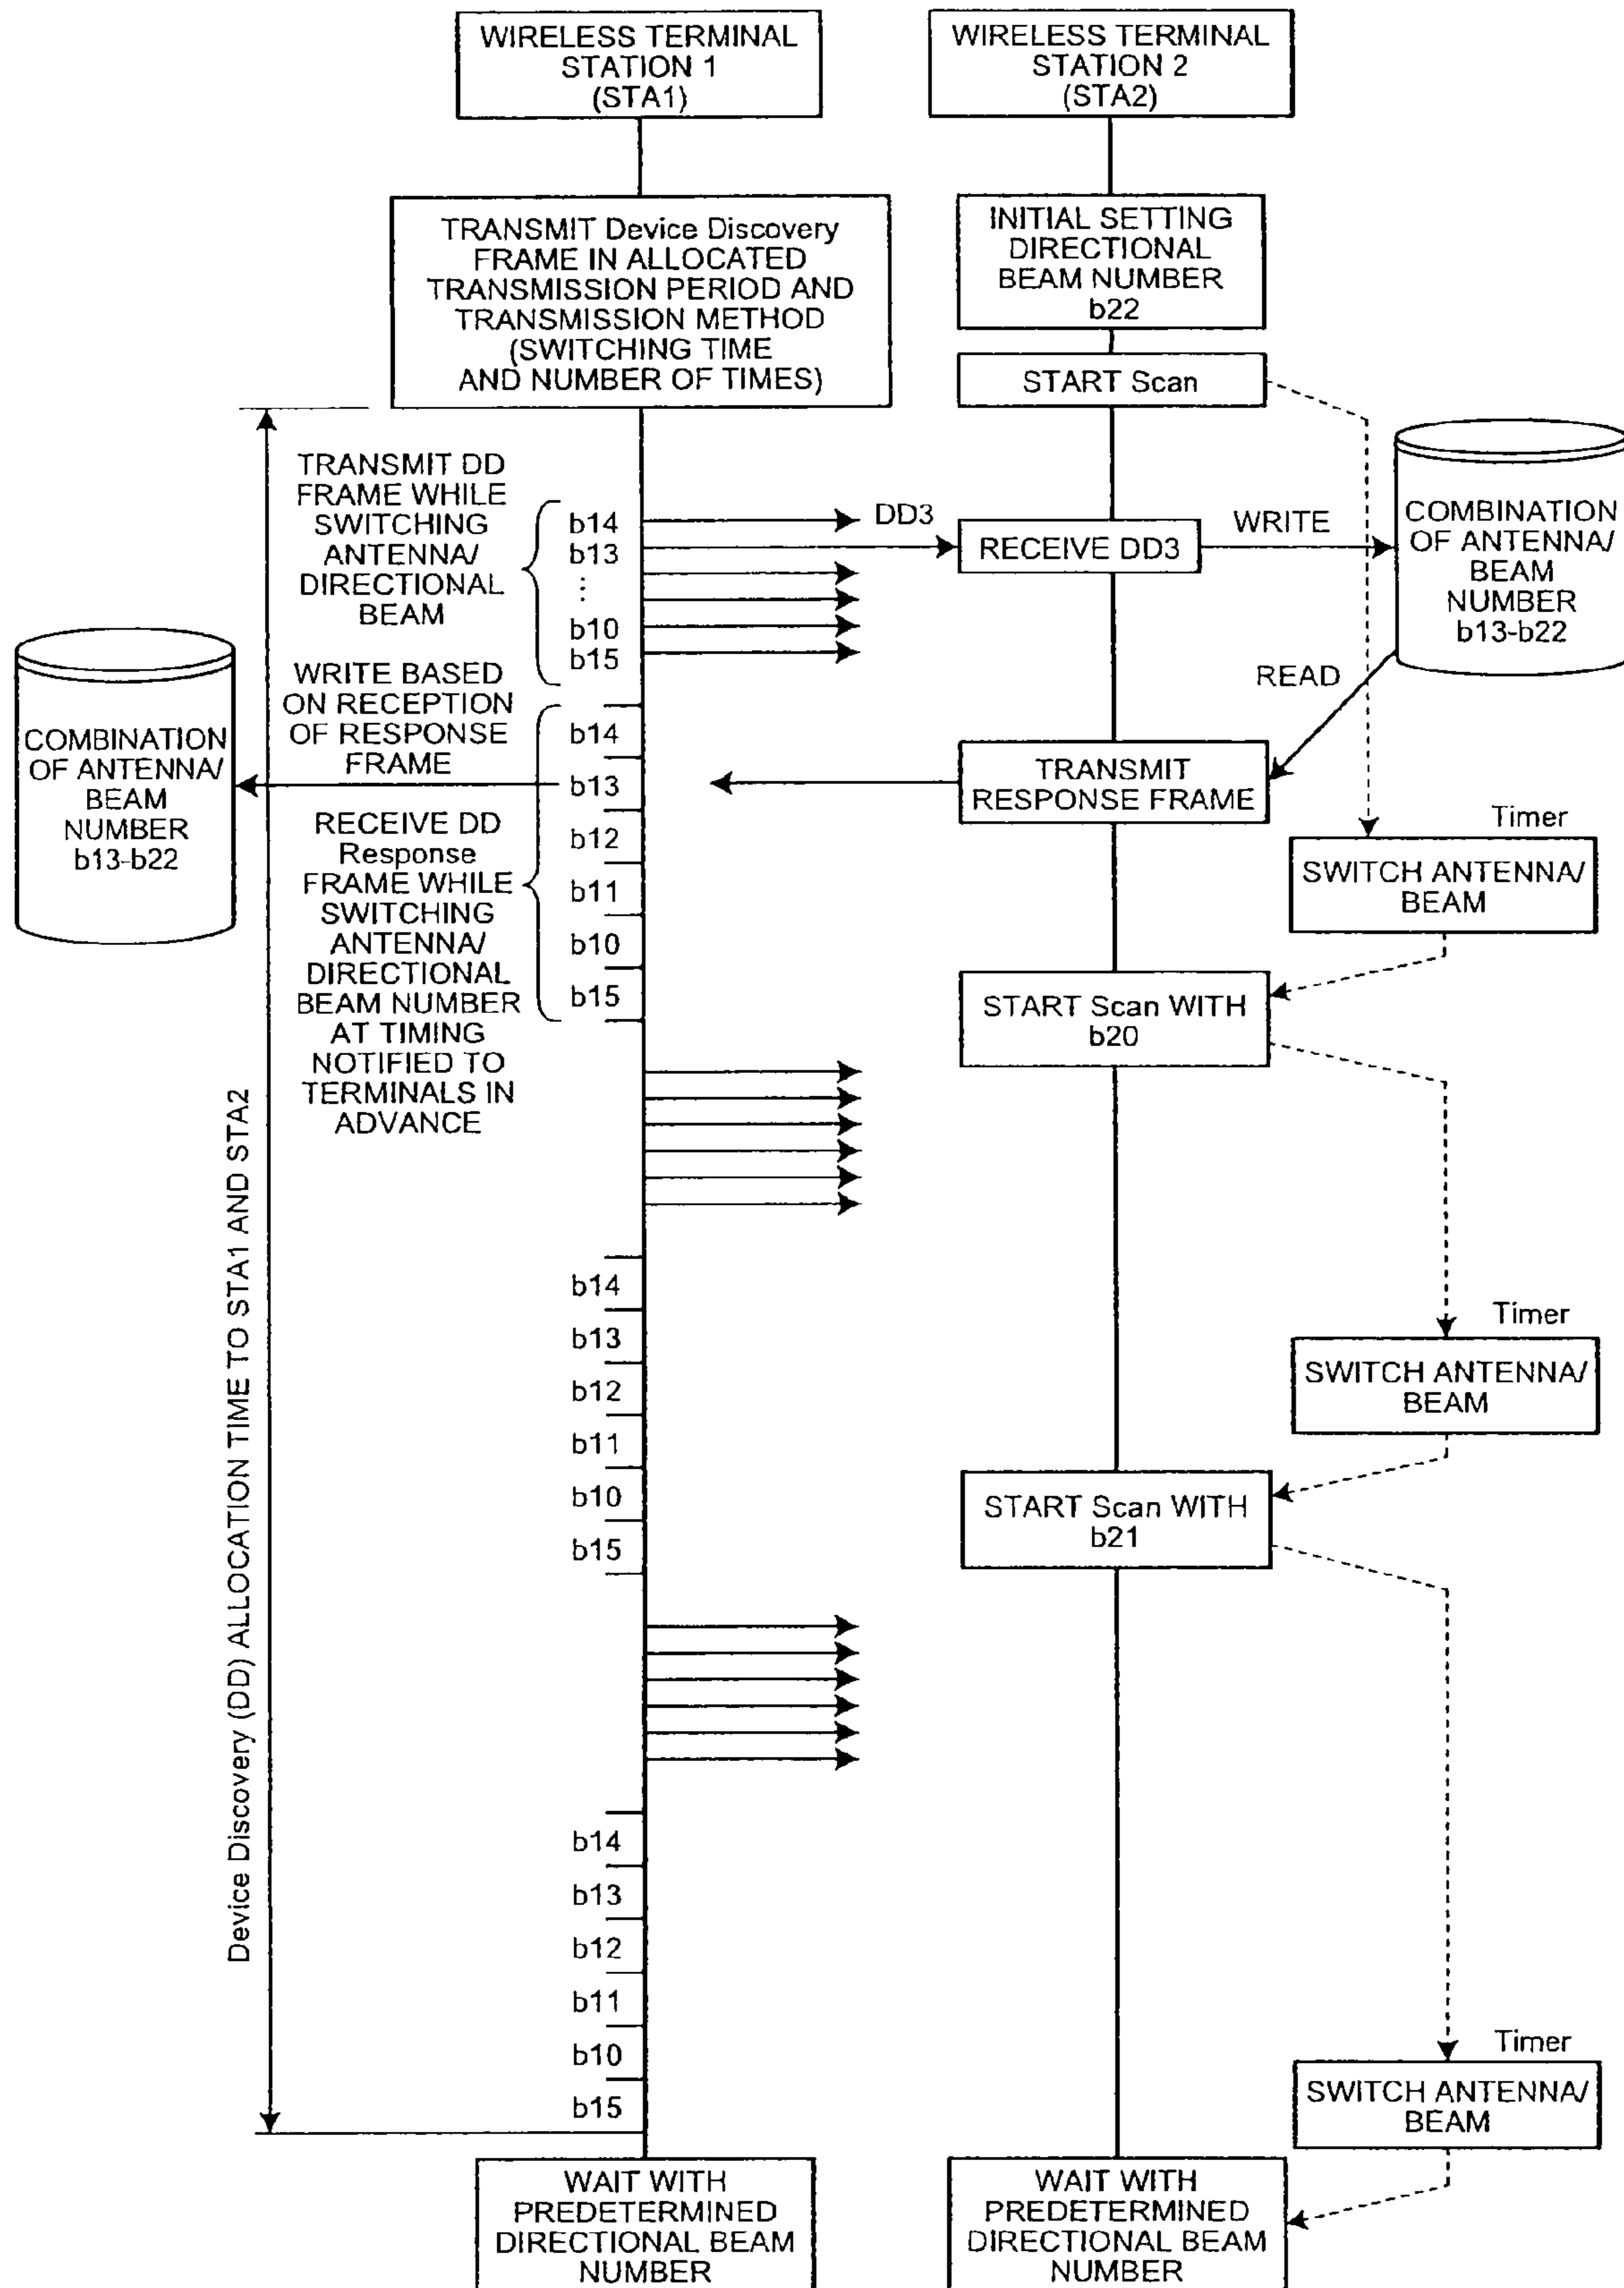 WIRELESS TERMINAL
STATION 1
(STA1)
WIRELESS TERMINAL
STATION 2
(STA2)
TRANSMIT Device Discovery
FRAME IN ALLOCATED
TRANSMISSION PERIOD AND
TRANSMISSION METHOD
(SWITCHING TIME
AND NUMBER OF TIMES)
INITIAL SETTING
DIRECTIONAL
BEAM NUMBER
b22
START Scan
TRANSMIT DD
FRAME WHILE
SWITCHING
ANTENNA/
DIRECTIONAL
BEAM
b14
b13
⋮
b10
b15
DD3
RECEIVE DD3
WRITE
COMBINATION
OF ANTENNA/
BEAM
NUMBER
b13-b22
READ
WRITE BASED
ON RECEPTION
OF RESPONSE
FRAME
COMBINATION
OF ANTENNA/
BEAM
NUMBER
b13-b22
b14
b13
b12
b11
b10
b15
TRANSMIT
RESPONSE FRAME
RECEIVE DD
Response
FRAME WHILE
SWITCHING
ANTENNA/
DIRECTIONAL
BEAM NUMBER
AT TIMING
NOTIFIED TO
TERMINALS IN
ADVANCE
Timer
SWITCH ANTENNA/
BEAM
START Scan WITH
b20
Device Discovery (DD) ALLOCATION TIME TO STA1 AND STA2
b14
b13
b12
b11
b10
b15
Timer
SWITCH ANTENNA/
BEAM
START Scan WITH
b21
b14
b13
b12
b11
b10
b15
Timer
SWITCH ANTENNA/
BEAM
WAIT WITH
PREDETERMINED
DIRECTIONAL BEAM
NUMBER
WAIT WITH
PREDETERMINED
DIRECTIONAL BEAM
NUMBER